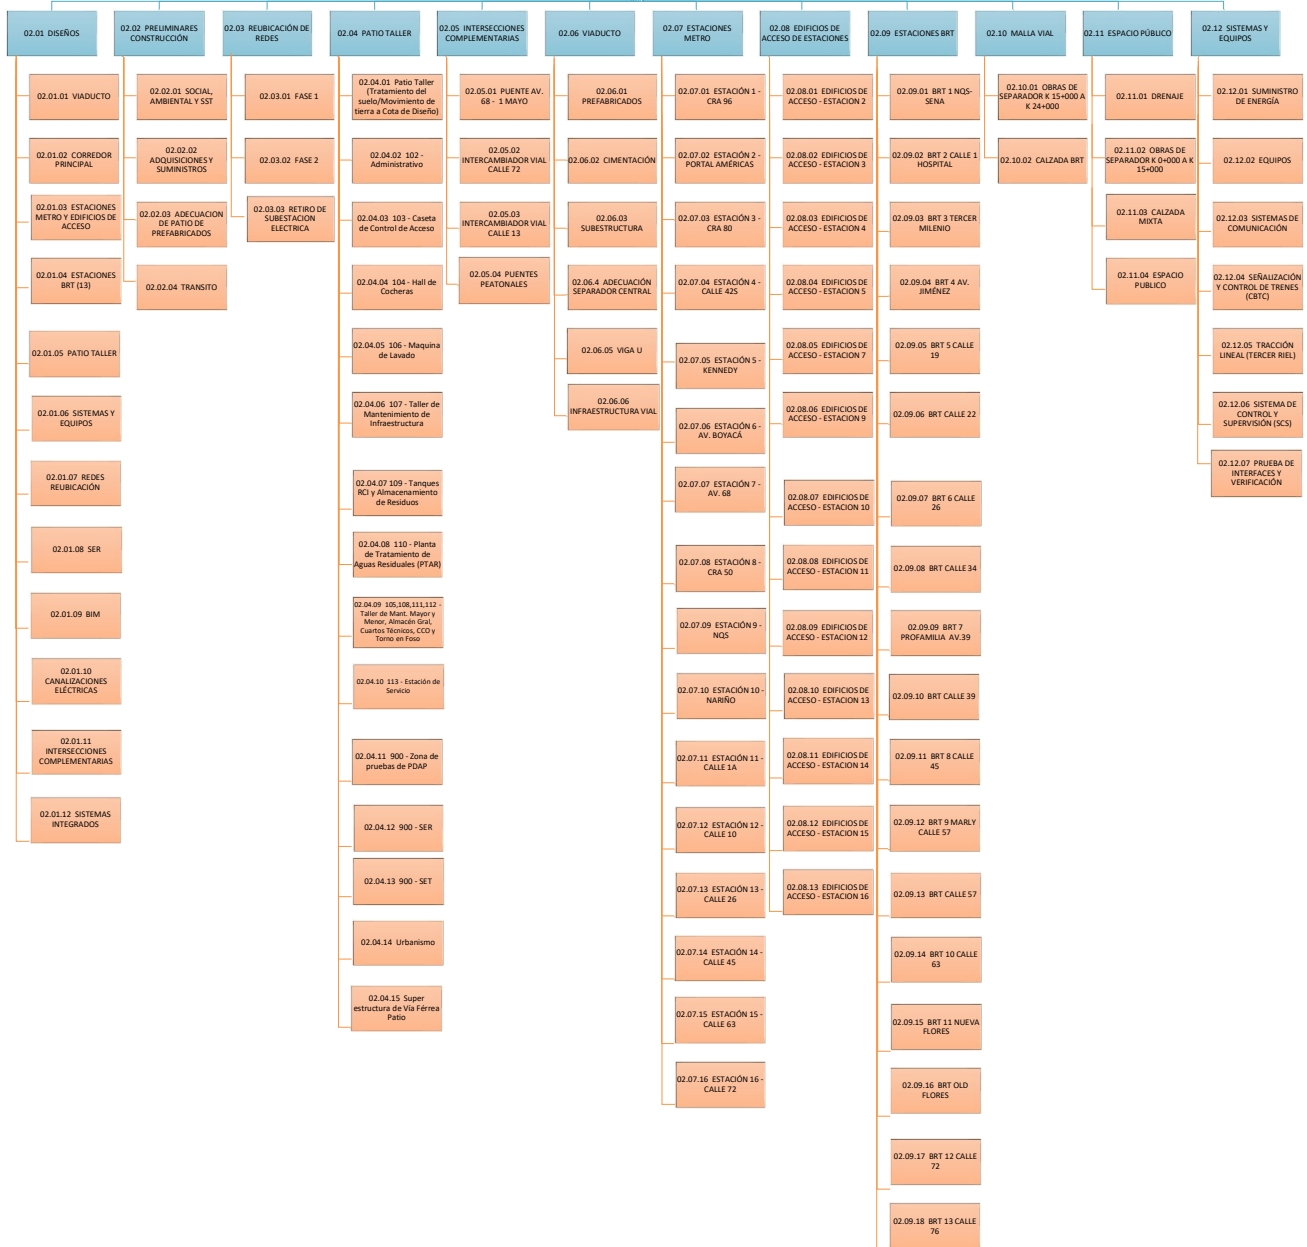 02.01 DISEÑOS
02.01.01 VIADUCTO
02.01.02 CORREDOR
PRINCIPAL
02.01.03 ESTACIONES
METRO Y EDIFICIOS DE
ACCESO
02.01.04 ESTACIONES
BRT (13)
02.01.05 PATIO TALLER
02.01.06 SISTEMAS Y
EQUIPOS
02.01.07 REDES
REUBICACIÓN
02.01.08 SER
02.01.09 BIM
02.01.10
CANALIZACIONES
ELÉCTRICAS
02.01.11
INTERSECCIONES
COMPLEMENTARIAS
02.01.12 SISTEMAS
INTEGRADOS
02.02 PRELIMINARES
CONSTRUCCIÓN
02.02.01 SOCIAL,
AMBIENTAL Y SST
02.02.02
ADQUISICIONES Y
SUMINISTROS
02.02.03 ADECUACION
DE PATIO DE
PREFABRICADOS
02.02.04 TRANSITO
02.03 REUBICACIÓN DE
REDES
02.03.01 FASE 1
02.03.02 FASE 2
02.03.03 RETIRO DE
SUBESTACION
ELECTRICA
02.04 PATIO TALLER
02.04.01 Patio Taller
(Tratamiento del
suelo/Movimiento de
tierra a Cota de Diseño)
02.04.02 102 -
Administrativo
02.04.03 103 - Caseta
de Control de Acceso
02.04.04 104 - Hall de
Cocheras
02.04.05 106 - Maquina
de Lavado
02.04.06 107 - Taller de
Mantenimiento de
Infraestructura
02.04.07 109 - Tanques
RCI y Almacenamiento
de Residuos
02.04.08 110 - Planta
de Tratamiento de
Aguas Residuales (PTAR)
02.04.09 105,108,111,112 -
Taller de Mant. Mayor y
Menor, Almacén Gral,
Cuartos Técnicos, CCO y
Torno en Foso
02.04.10 113 - Estación de
Servicio
02.04.11 900 - Zona de
pruebas de PDAP
02.04.12 900 - SER
02.04.13 900 - SET
02.04.14 Urbanismo
02.04.15 Super
estructura de Vía Férrea
Patio
02.05 INTERSECCIONES
COMPLEMENTARIAS
02.05.01 PUENTE AV.
68 - 1 MAYO
02.05.02
INTERCAMBIADOR VIAL
CALLE 72
02.05.03
INTERCAMBIADOR VIAL
CALLE 13
02.05.04 PUENTES
PEATONALES
02.06 VIADUCTO
02.06.01
PREFABRICADOS
02.06.02 CIMENTACIÓN
02.06.03
SUBESTRUCTURA
02.06.4 ADECUACIÓN
SEPARADOR CENTRAL
02.06.05 VIGA U
02.06.06
INFRAESTRUCTURA VIAL
02.07 ESTACIONES
METRO
02.07.01 ESTACIÓN 1 -
CRA 96
02.07.02 ESTACIÓN 2 -
PORTAL AMÉRICAS
02.07.03 ESTACIÓN 3 -
CRA 80
02.07.04 ESTACIÓN 4 -
CALLE 42S
02.07.05 ESTACIÓN 5 -
KENNEDY
02.07.06 ESTACIÓN 6 -
AV. BOYACÁ
02.07.07 ESTACIÓN 7 -
AV. 68
02.07.08 ESTACIÓN 8 -
CRA 50
02.07.09 ESTACIÓN 9 -
NQS
02.07.10 ESTACIÓN 10 -
NARIÑO
02.07.11 ESTACIÓN 11 -
CALLE 1A
02.07.12 ESTACIÓN 12 -
CALLE 10
02.07.13 ESTACIÓN 13 -
CALLE 26
02.07.14 ESTACIÓN 14 -
CALLE 45
02.07.15 ESTACIÓN 15 -
CALLE 63
02.07.16 ESTACIÓN 16 -
CALLE 72
02.08 EDIFICIOS DE
ACCESO DE ESTACIONES
02.08.01 EDIFICIOS DE
ACCESO - ESTACION 2
02.08.02 EDIFICIOS DE
ACCESO - ESTACION 3
02.08.03 EDIFICIOS DE
ACCESO - ESTACION 4
02.08.04 EDIFICIOS DE
ACCESO - ESTACION 5
02.08.05 EDIFICIOS DE
ACCESO - ESTACION 7
02.08.06 EDIFICIOS DE
ACCESO - ESTACION 9
02.08.07 EDIFICIOS DE
ACCESO - ESTACION 10
02.08.08 EDIFICIOS DE
ACCESO - ESTACION 11
02.08.09 EDIFICIOS DE
ACCESO - ESTACION 12
02.08.10 EDIFICIOS DE
ACCESO - ESTACION 13
02.08.11 EDIFICIOS DE
ACCESO - ESTACION 14
02.08.12 EDIFICIOS DE
ACCESO - ESTACION 15
02.08.13 EDIFICIOS DE
ACCESO - ESTACION 16
02.09 ESTACIONES BRT
02.09.01 BRT 1 NQS-
SENA
02.09.02 BRT 2 CALLE 1
HOSPITAL
02.09.03 BRT 3 TERCER
MILENIO
02.09.04 BRT 4 AV.
JIMÉNEZ
02.09.05 BRT 5 CALLE
19
02.09.06 BRT CALLE 22
02.09.07 BRT 6 CALLE
26
02.09.08 BRT CALLE 34
02.09.09 BRT 7
PROFAMILIA AV.39
02.09.10 BRT CALLE 39
02.09.11 BRT 8 CALLE
45
02.09.12 BRT 9 MARLY
CALLE 57
02.09.13 BRT CALLE 57
02.09.14 BRT 10 CALLE
63
02.09.15 BRT 11 NUEVA
FLORES
02.09.16 BRT OLD
FLORES
02.09.17 BRT 12 CALLE
72
02.09.18 BRT 13 CALLE
76
02.10 MALLA VIAL
02.10.01 OBRAS DE
SEPARADOR K 15+000 A
K 24+000
02.10.02 CALZADA BRT
02.11 ESPACIO PÚBLICO
02.11.01 DRENAJE
02.11.02 OBRAS DE
SEPARADOR K 0+000 A K
15+000
02.11.03 CALZADA
MIXTA
02.11.04 ESPACIO
PUBLICO
02.12 SISTEMAS Y
EQUIPOS
02.12.01 SUMINISTRO
DE ENERGÍA
02.12.02 EQUIPOS
02.12.03 SISTEMAS DE
COMUNICACIÓN
02.12.04 SEÑALIZACIÓN
Y CONTROL DE TRENES
(CBTC)
02.12.05 TRACCIÓN
LINEAL (TERCER RIEL)
02.12.06 SISTEMA DE
CONTROL Y
SUPERVISIÓN (SCS)
02.12.07 PRUEBA DE
INTERFACES Y
VERIFICACIÓN